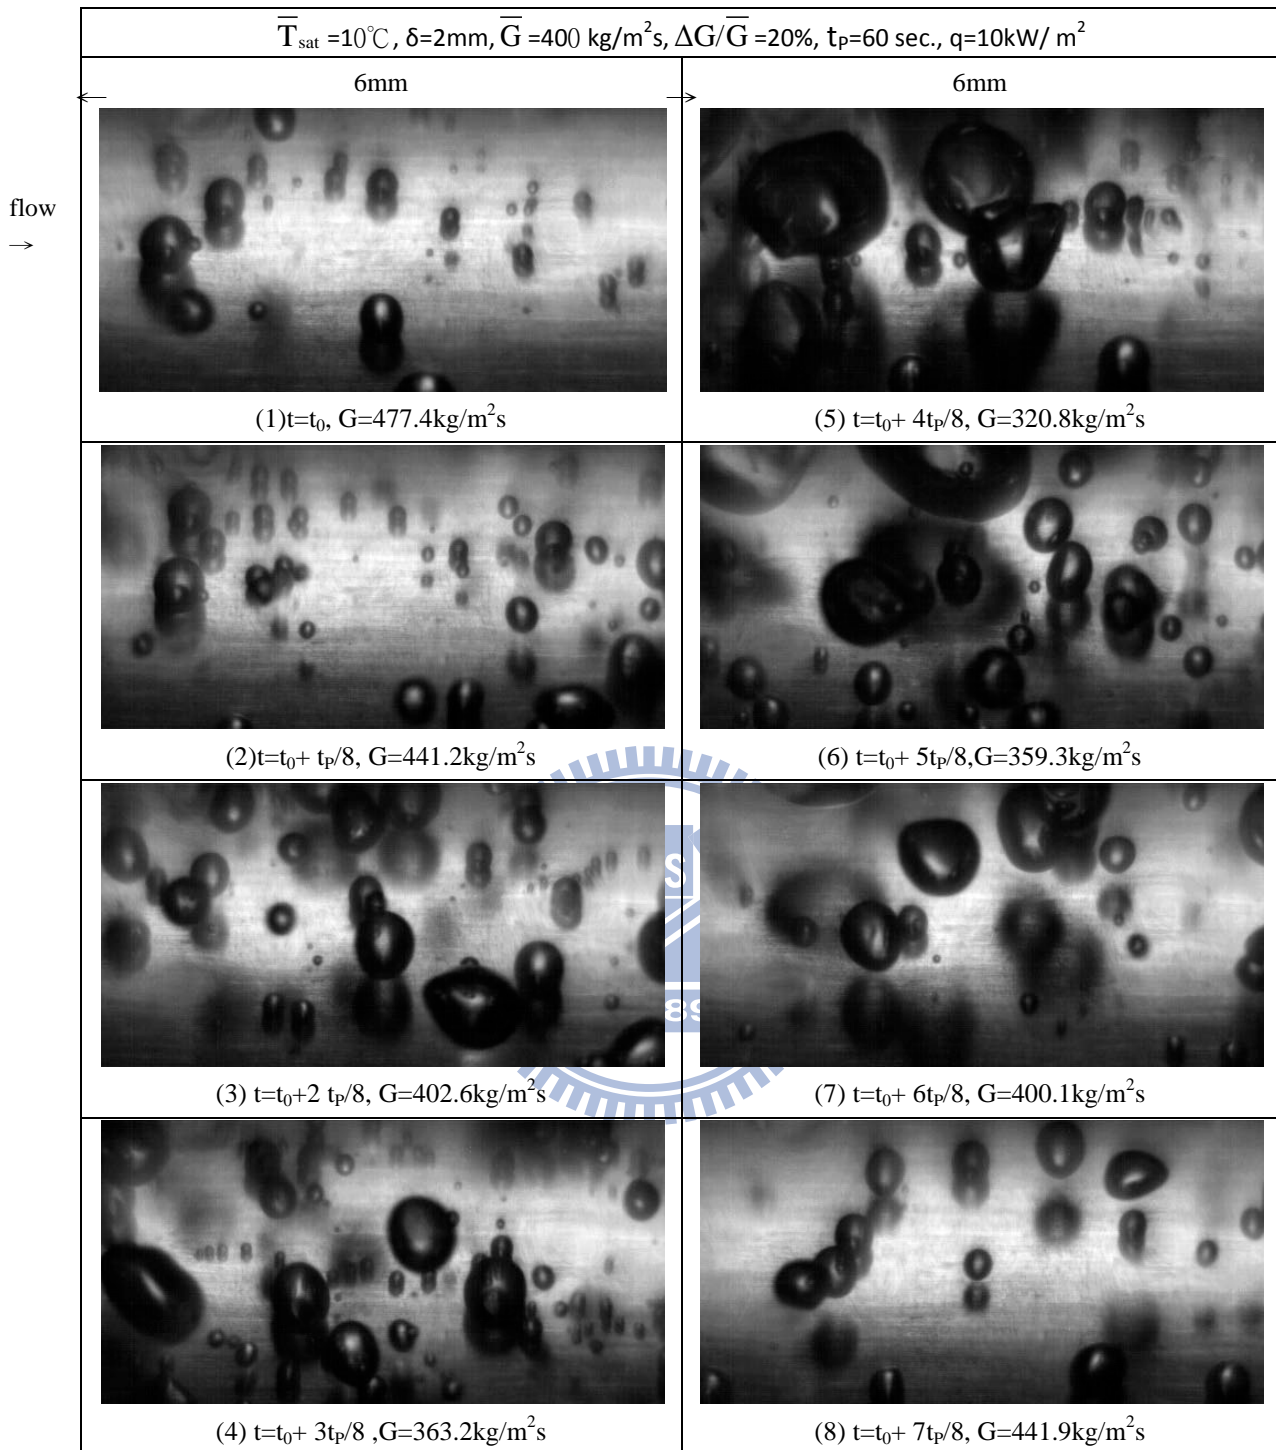 T̅sat =10℃, δ=2mm, G̅ =400 kg/m²s, ΔG/G̅ =20%, tP=60 sec., q=10kW/ m²
6mm
6mm
flow
→
(1)t=t₀, G=477.4kg/m²s
(5) t=t₀+ 4tP/8, G=320.8kg/m²s
(2)t=t₀+ tP/8, G=441.2kg/m²s
(6) t=t₀+ 5tP/8,G=359.3kg/m²s
S
89
(3) t=t₀+2 tP/8, G=402.6kg/m²s
(7) t=t₀+ 6tP/8, G=400.1kg/m²s
(4) t=t₀+ 3tP/8 ,G=363.2kg/m²s
(8) t=t₀+ 7tP/8, G=441.9kg/m²s